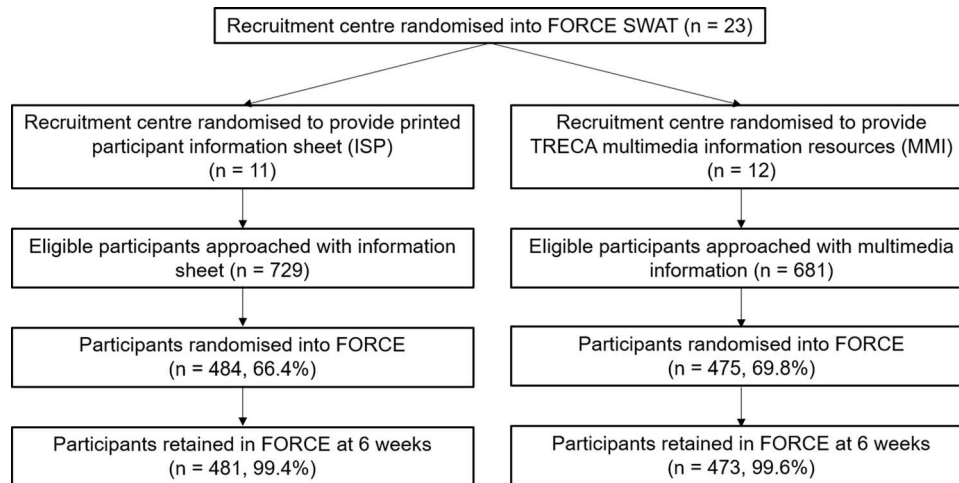 Recruitment centre randomised into FORCE SWAT (n = 23)
Recruitment centre randomised to provide printed
participant information sheet (ISP)
(n = 11)
Recruitment centre randomised to provide
TRECA multimedia information resources (MMI)
(n = 12)
Eligible participants approached with information
sheet (n = 729)
Eligible participants approached with multimedia
information (n = 681)
Participants randomised into FORCE
(n = 484, 66.4%)
Participants randomised into FORCE
(n = 475, 69.8%)
Participants retained in FORCE at 6 weeks
(n = 481, 99.4%)
Participants retained in FORCE at 6 weeks
(n = 473, 99.6%)